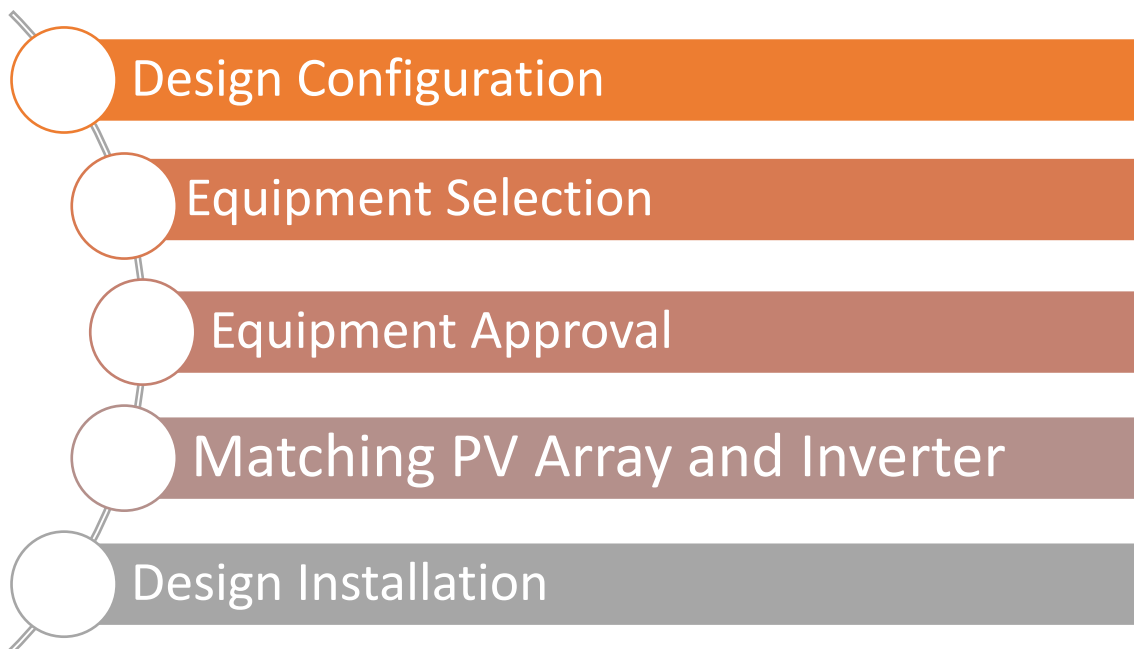 Design Configuration
Equipment Selection
Equipment Approval
Matching PV Array and Inverter
Design Installation